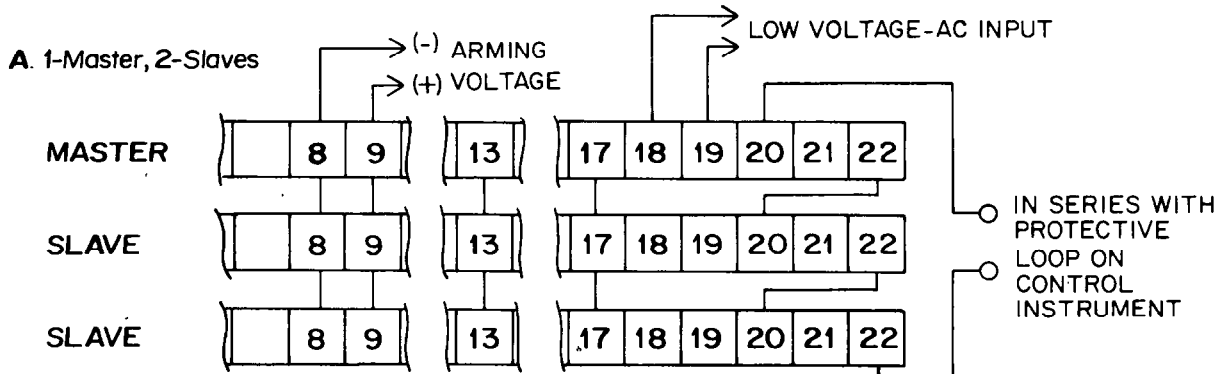 A. 1-Master, 2-Slaves
(-) ARMING
(+) VOLTAGE
LOW VOLTAGE-AC INPUT
MASTER 8 9 13 17 18 19 20 21 22
SLAVE 8 9 13 17 18 19 20 21 22
IN SERIES WITH
PROTECTIVE
LOOP ON
CONTROL
INSTRUMENT
SLAVE 8 9 13 17 18 19 20 21 22